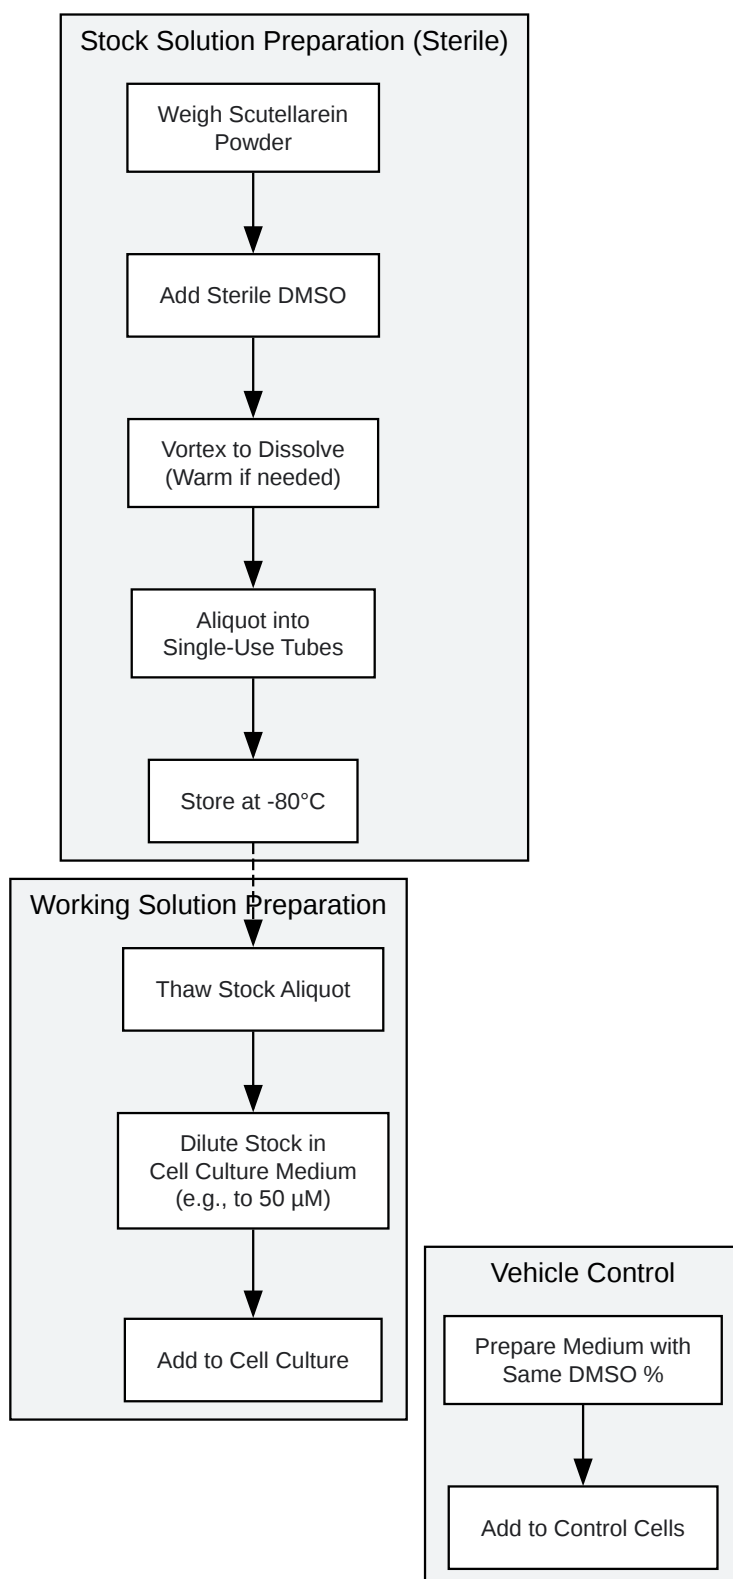 Stock Solution Preparation (Sterile)
Weigh Scutellarein
Powder
Add Sterile DMSO
Vortex to Dissolve
(Warm if needed)
Aliquot into
Single-Use Tubes
Store at -80°C
Working Solution Preparation
Thaw Stock Aliquot
Dilute Stock in
Cell Culture Medium
(e.g., to 50 µM)
Add to Cell Culture
Vehicle Control
Prepare Medium with
Same DMSO %
Add to Control Cells